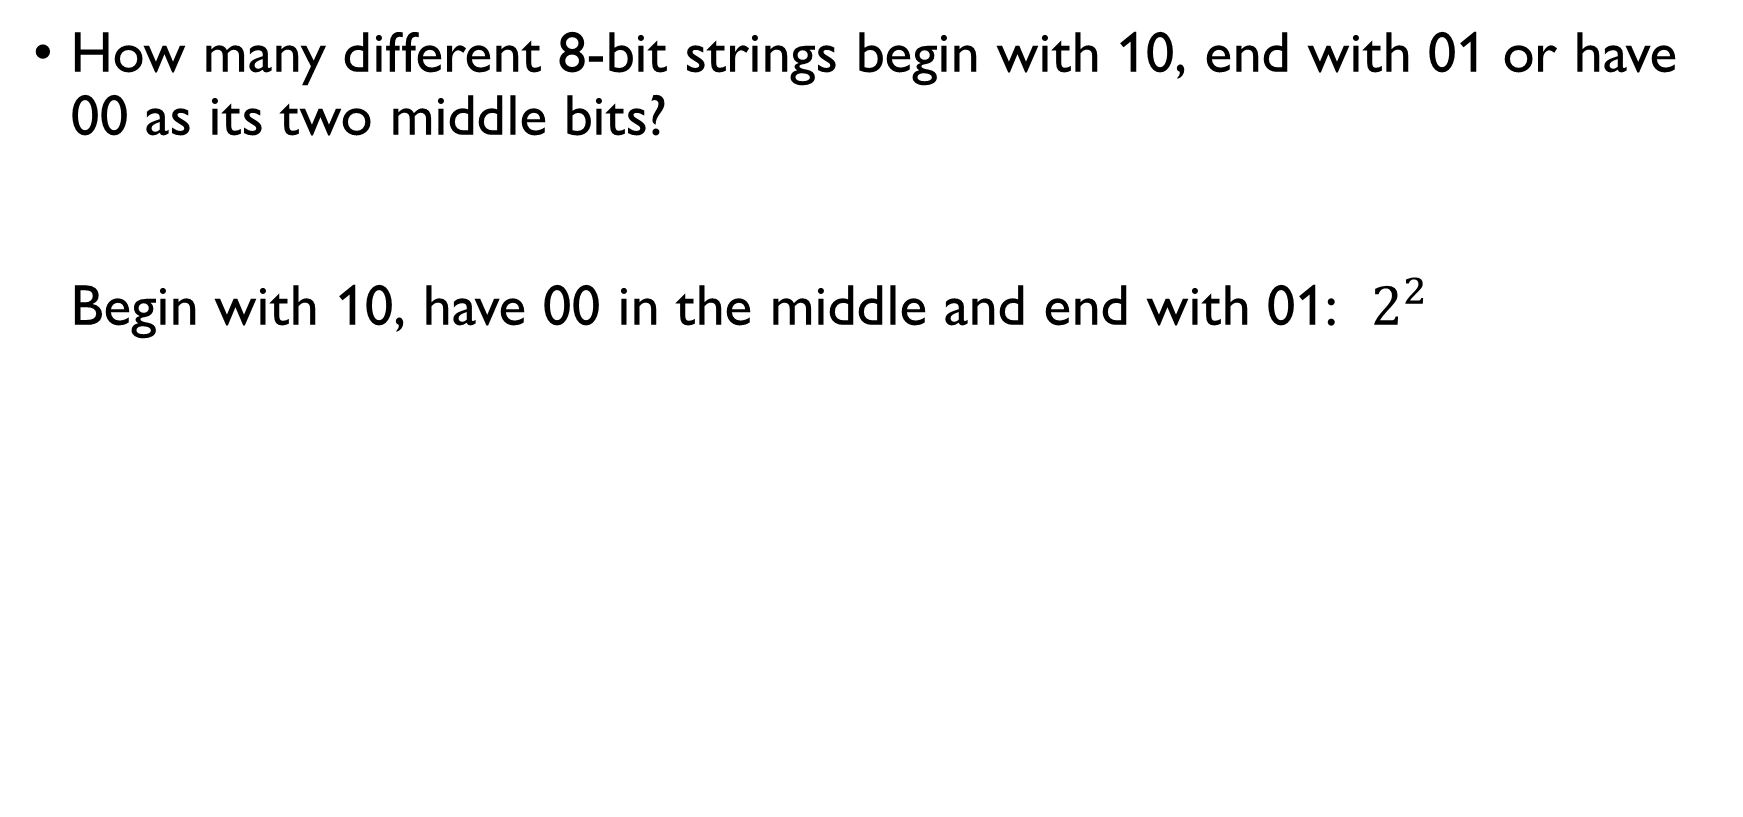 • How many different 8-bit strings begin with 10, end with 01 or have
00 as its two middle bits?
Begin with 10, have 00 in the middle and end with 01: 2²